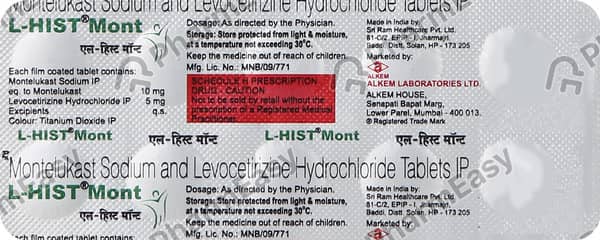 Montelukast Sodium and Levocetirizine Hydrochloride Tablets IP
L-HIST® Mont
एल-हिस्ट मॉन्ट
Each film coated tablet contains:
Montelukast Sodium IP
eq. to Montelukast 10 mg
Levocetirizine Hydrochloride IP 5 mg
Excipients q.s.
Colour: Titanium Dioxide IP
Dosage: As directed by the Physician.
Storage: Store protected from light & moisture,
at a temperature not exceeding 30°C.
Keep the medicine out of reach of children.
Mfg. Lic. No.: MNB/09/771
SCHEDULE H PRESCRIPTION
DRUG - CAUTION
Not to be sold by retail without the
prescription of a Registered Medical
Practitioner.
Made in India by:
Sri Ram Healthcare Pvt. Ltd.
81-C/2, EPIP - I, Jharmajri,
Baddi, Distt. Solan, HP - 173 205
Marketed by:
ALKEM
ALKEM LABORATORIES LTD.
ALKEM HOUSE,
Senapati Bapat Marg,
Lower Parel, Mumbai - 400 013.
® Registered Trade Mark
L-HIST® Mont
एल-हिस्ट मॉन्ट
L-HIST® Mont
एल-हिस्ट मॉन्ट
Montelukast Sodium and Levocetirizine Hydrochloride Tablets IP
L-HIST® Mont
एल-हिस्ट मॉन्ट
Each film coated tablet contains:
Dosage: As directed by the Physician.
Storage: Store protected from light & moisture,
at a temperature not exceeding 30°C.
Keep the medicine out of reach of children.
Mfg. Lic. No.: MNB/09/771
Made in India by:
Sri Ram Healthcare Pvt. Ltd.
81-C/2, EPIP - I, Jharmajri,
Baddi, Distt. Solan, HP - 173 205
Marketed by:
PharmEasy